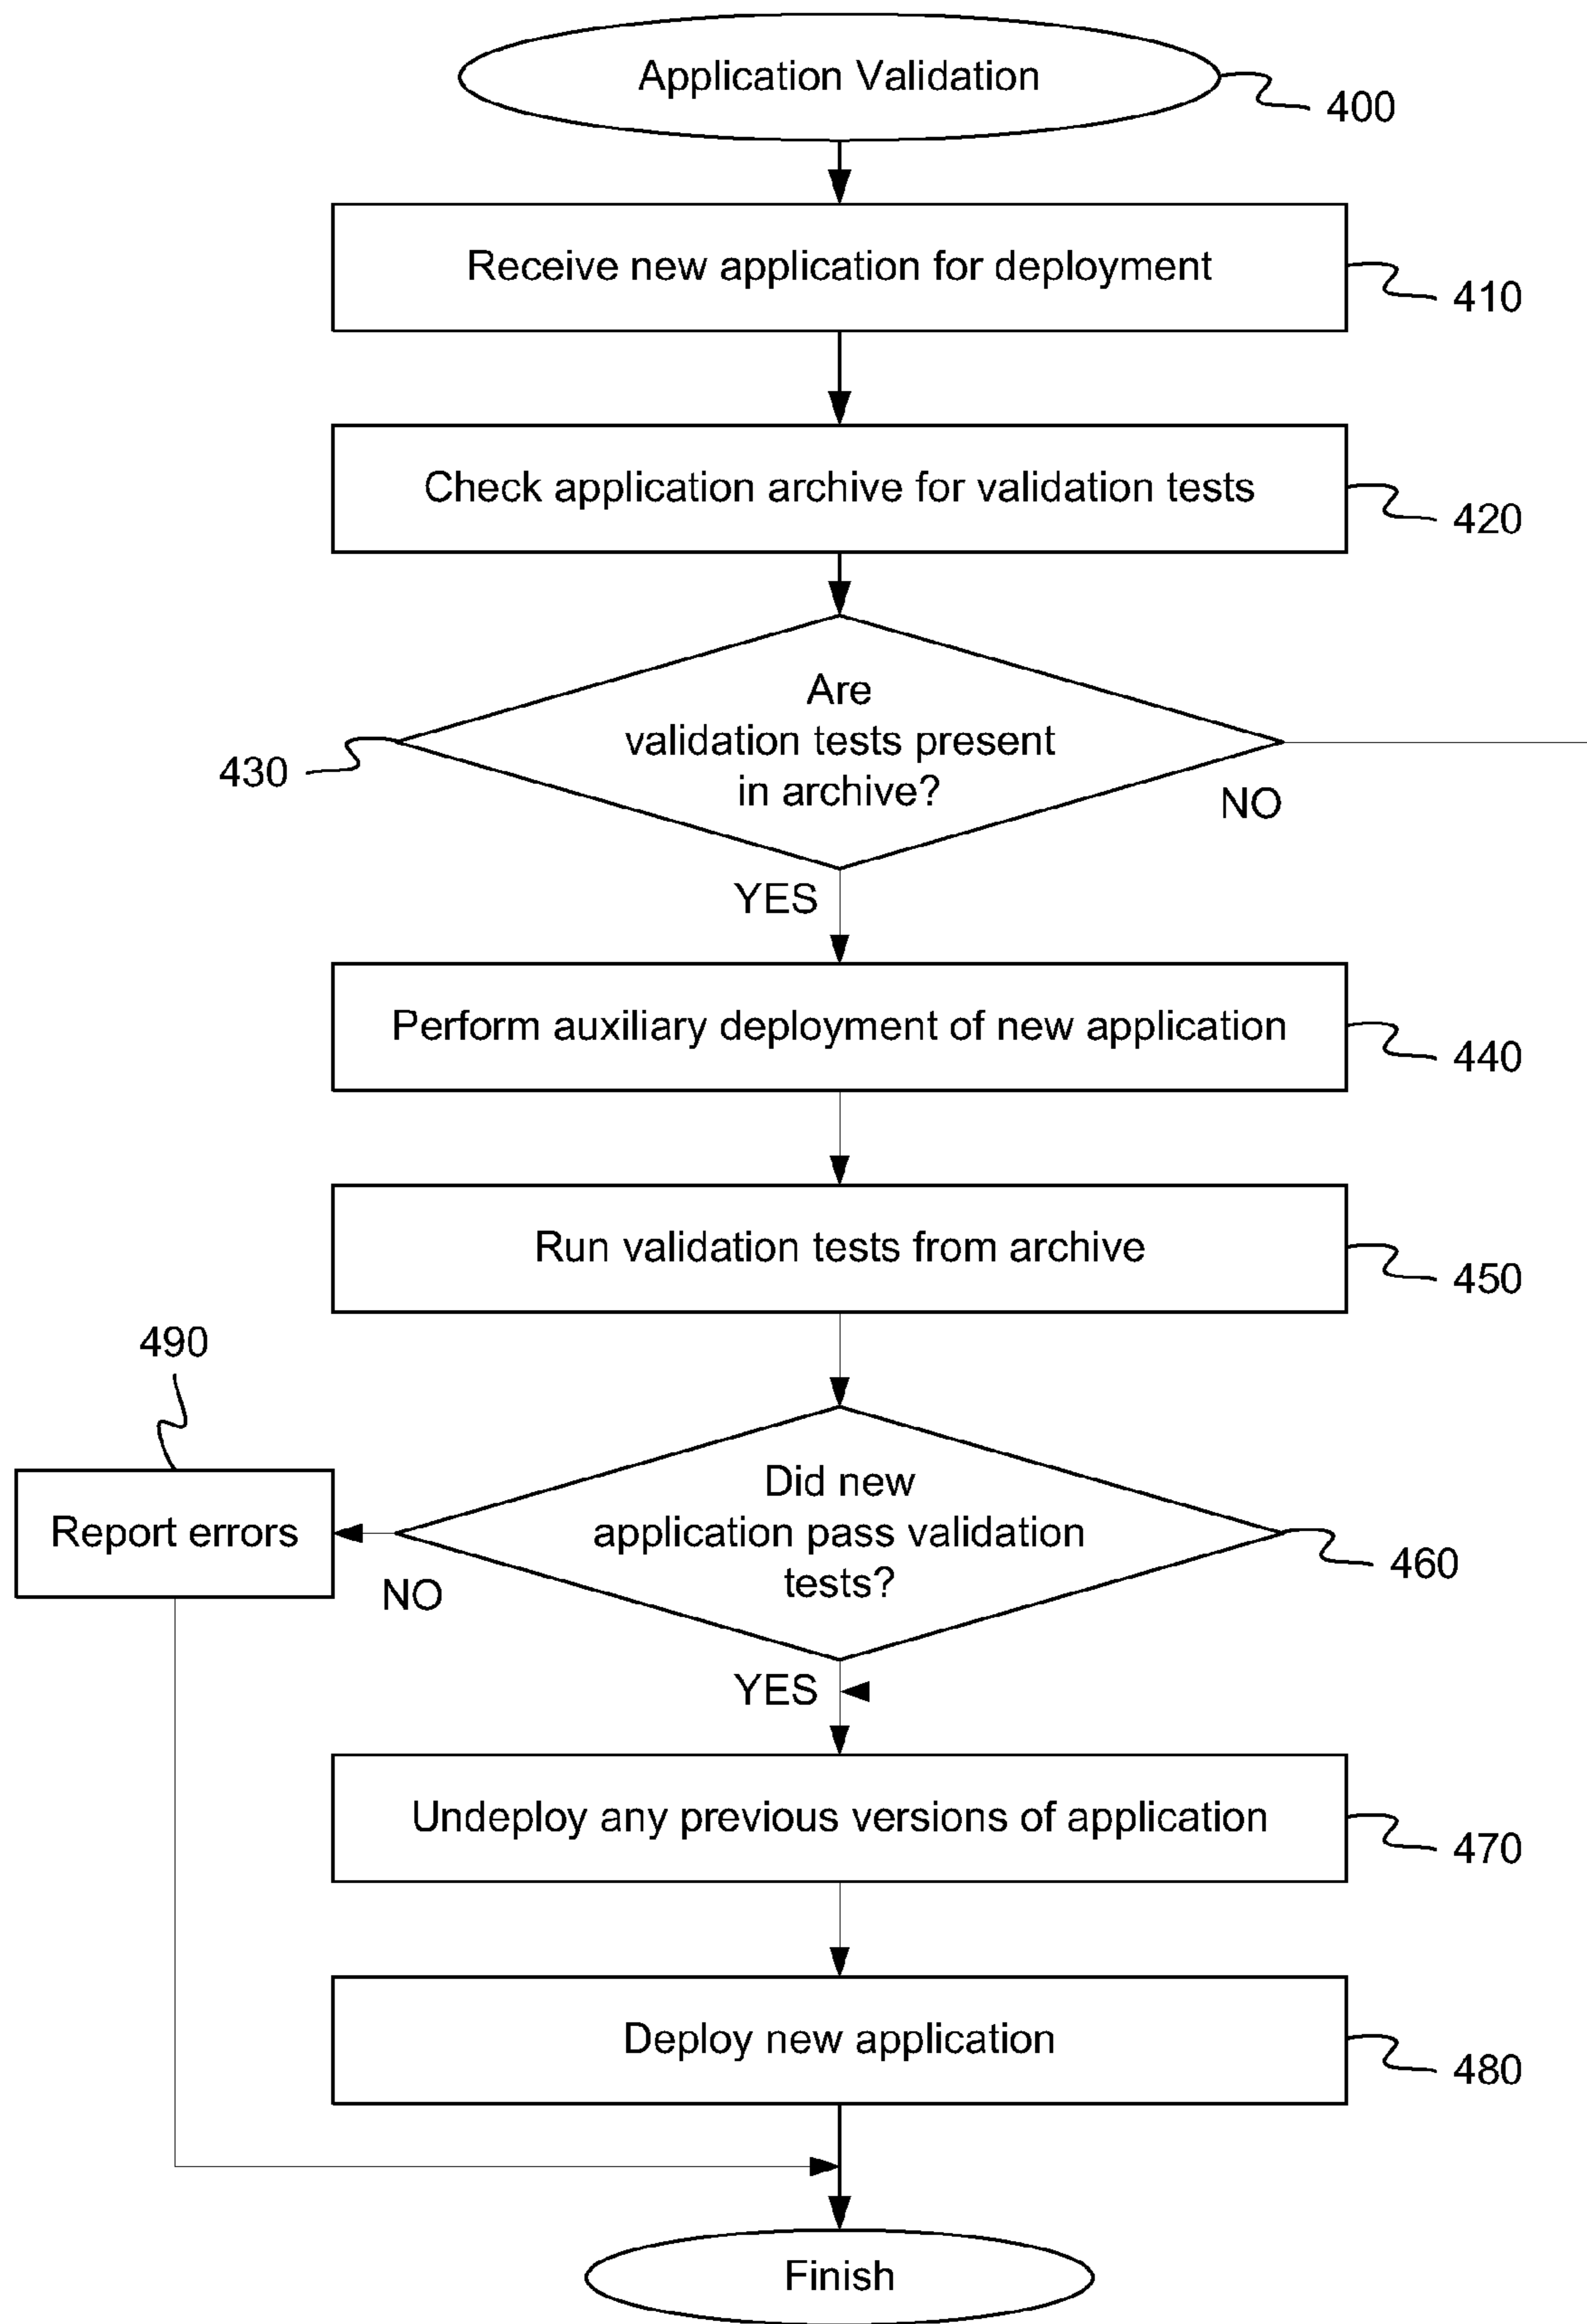 Application Validation
400
Receive new application for deployment
410
Check application archive for validation tests
420
Are
validation tests present
in archive?
430
NO
YES
Perform auxiliary deployment of new application
440
Run validation tests from archive
450
490
Report errors
Did new
application pass validation
tests?
460
NO
YES
Undeploy any previous versions of application
470
Deploy new application
480
Finish